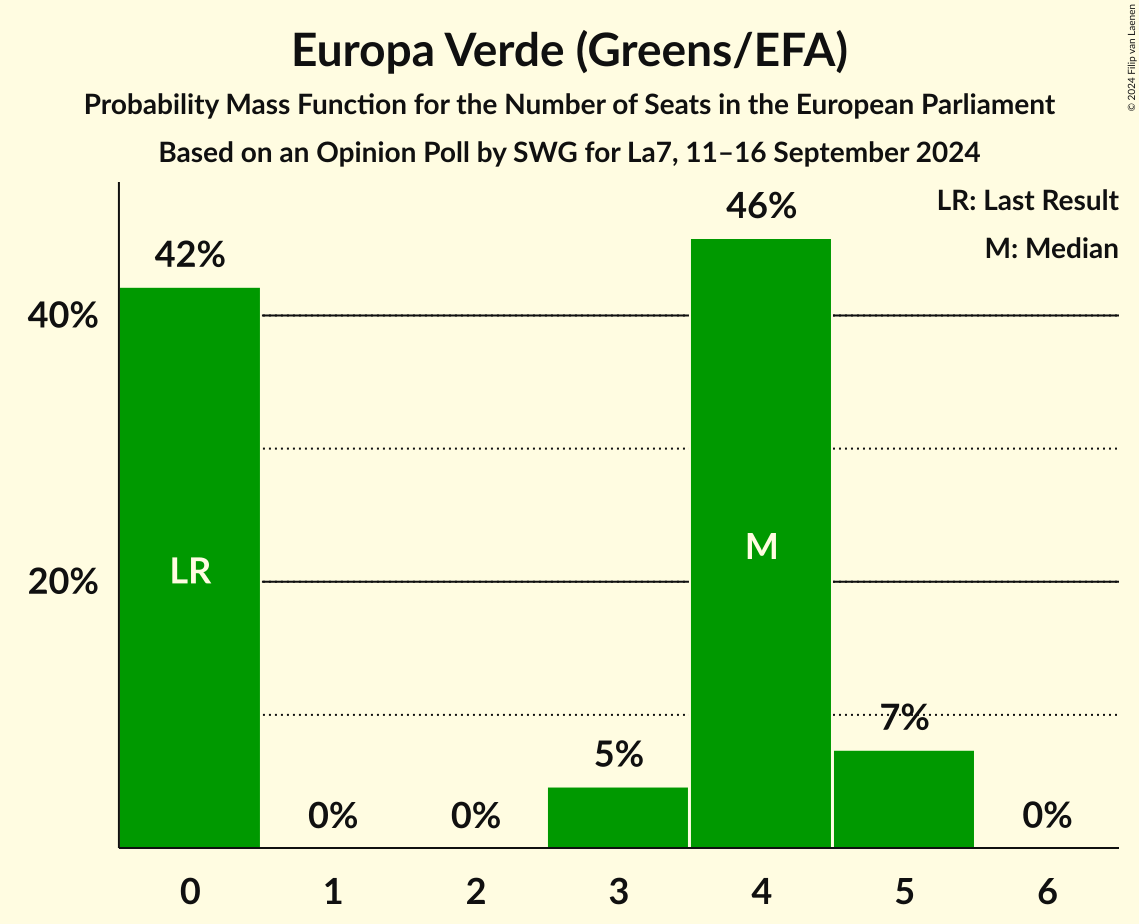 Europa Verde (Greens/EFA)
Probability Mass Function for the Number of Seats in the European Parliament
Based on an Opinion Poll by SWG for La7, 11–16 September 2024
© 2024 Filip van Laenen
LR: Last Result
M: Median
46%
42%
40%
M
LR
20%
7%
5%
0%
0%
0%
0
1
2
3
4
5
6